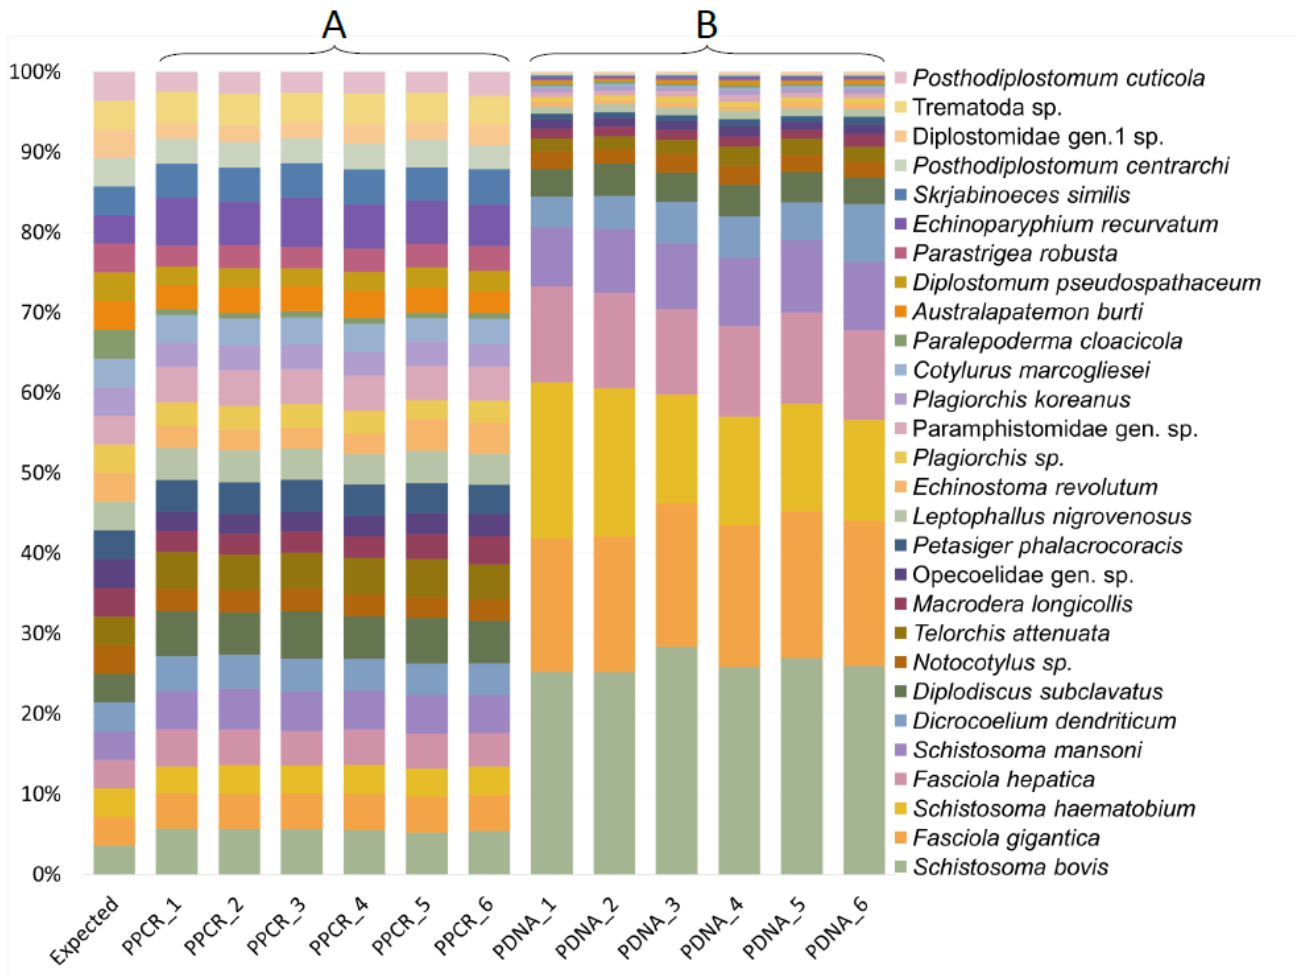 A
B
100%
90%
80%
70%
60%
50%
40%
30%
20%
10%
0%
Posthodiplostomum cuticola
Trematoda sp.
Diplostomidae gen.1 sp.
Posthodiplostomum centrarchi
Skrjabinoeces similis
Echinoparyphium recurvatum
Parastrigea robusta
Diplostomum pseudospathaceum
Australapatemon burti
Paralepoderma cloacicola
Cotylurus marcogliesei
Plagiorchis koreanus
Paramphistomidae gen. sp.
Plagiorchis sp.
Echinostoma revolutum
Leptophallus nigrovenosus
Petasiger phalacrocoracis
Opecoelidae gen. sp.
Macrodera longicollis
Telorchis attenuata
Notocotylus sp.
Diplodiscus subclavatus
Dicrocoelium dendriticum
Schistosoma mansoni
Fasciola hepatica
Schistosoma haematobium
Fasciola gigantica
Schistosoma bovis
Expected
PPCR_1
PPCR_2
PPCR_3
PPCR_4
PPCR_5
PPCR_6
PDNA_1
PDNA_2
PDNA_3
PDNA_4
PDNA_5
PDNA_6